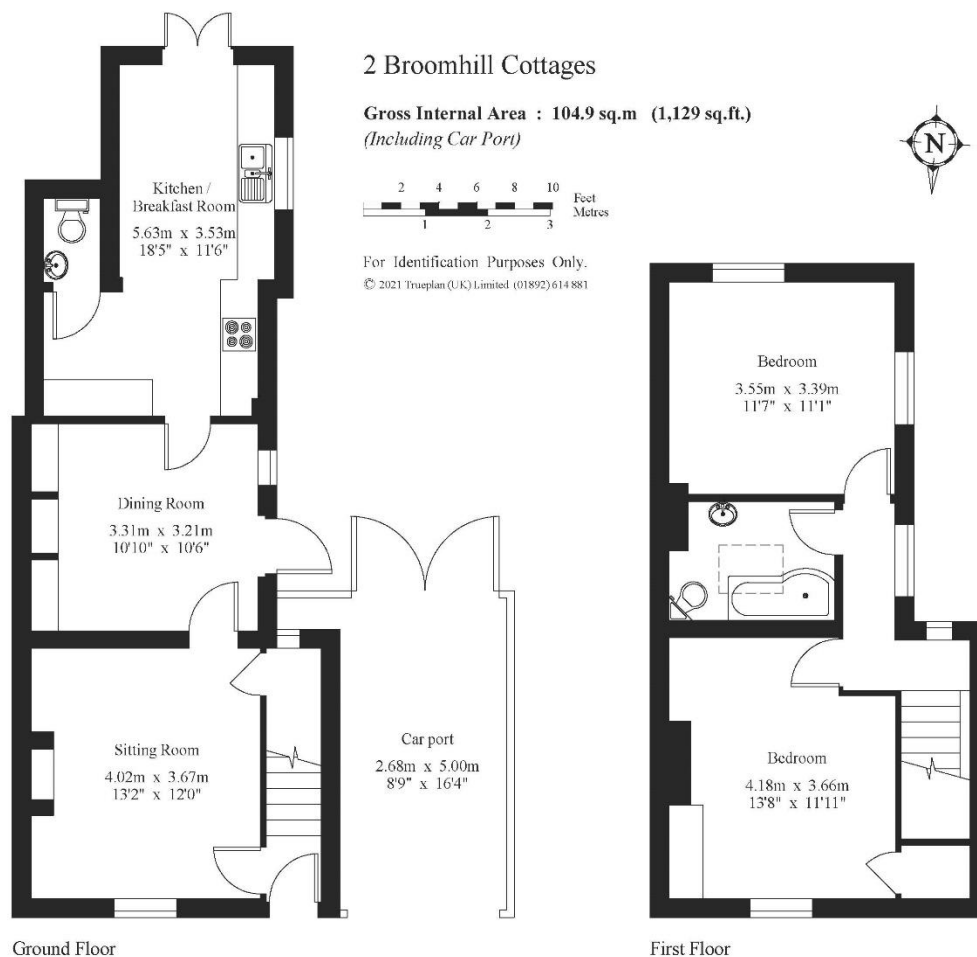 2 Broomhill Cottages
Gross Internal Area : 104.9 sq.m (1,129 sq.ft.)
(Including Car Port)
N
2 4 6 8 10
Feet
Metres
1 2 3
For Identification Purposes Only.
© 2021 Trueplan (UK) Limited (01892) 614 881
Kitchen /
Breakfast Room
5.63m x 3.53m
18'5" x 11'6"
Dining Room
3.31m x 3.21m
10'10" x 10'6"
Sitting Room
4.02m x 3.67m
13'2" x 12'0"
Car port
2.68m x 5.00m
8'9" x 16'4"
Ground Floor
Bedroom
3.55m x 3.39m
11'7" x 11'1"
Bedroom
4.18m x 3.66m
13'8" x 11'11"
First Floor